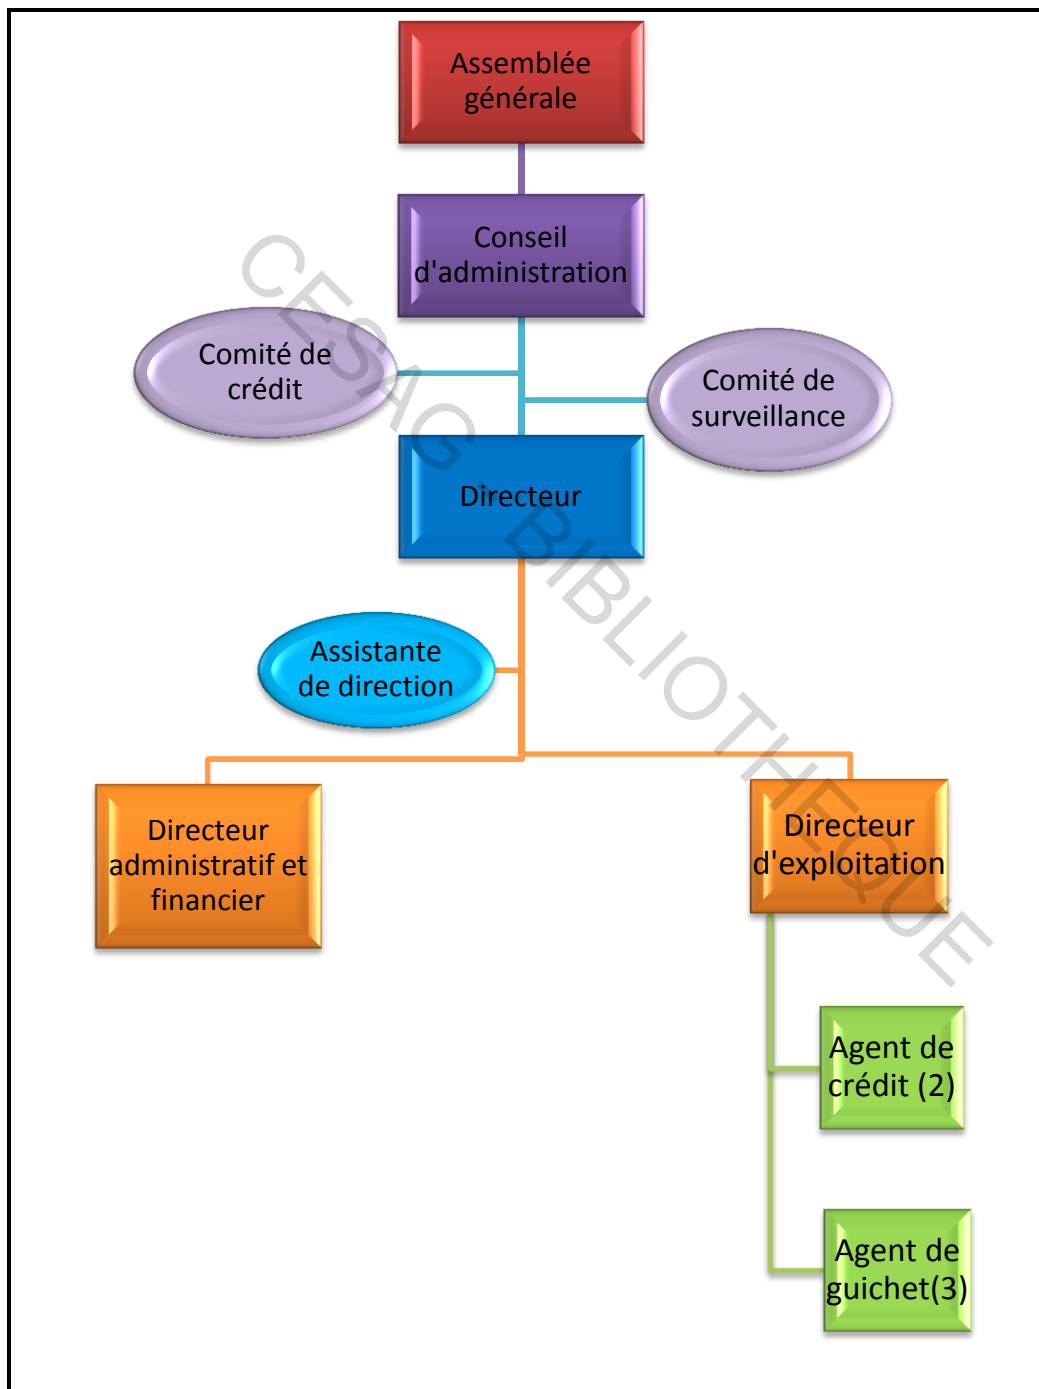 Assemblée
générale
Conseil
d'administration
Comité de
crédit
Comité de
surveillance
Directeur
Assistante
de direction
Directeur
administratif et
financier
Directeur
d'exploitation
Agent de
crédit (2)
Agent de
guichet(3)
CESAG - BIBLIOTHEQUE